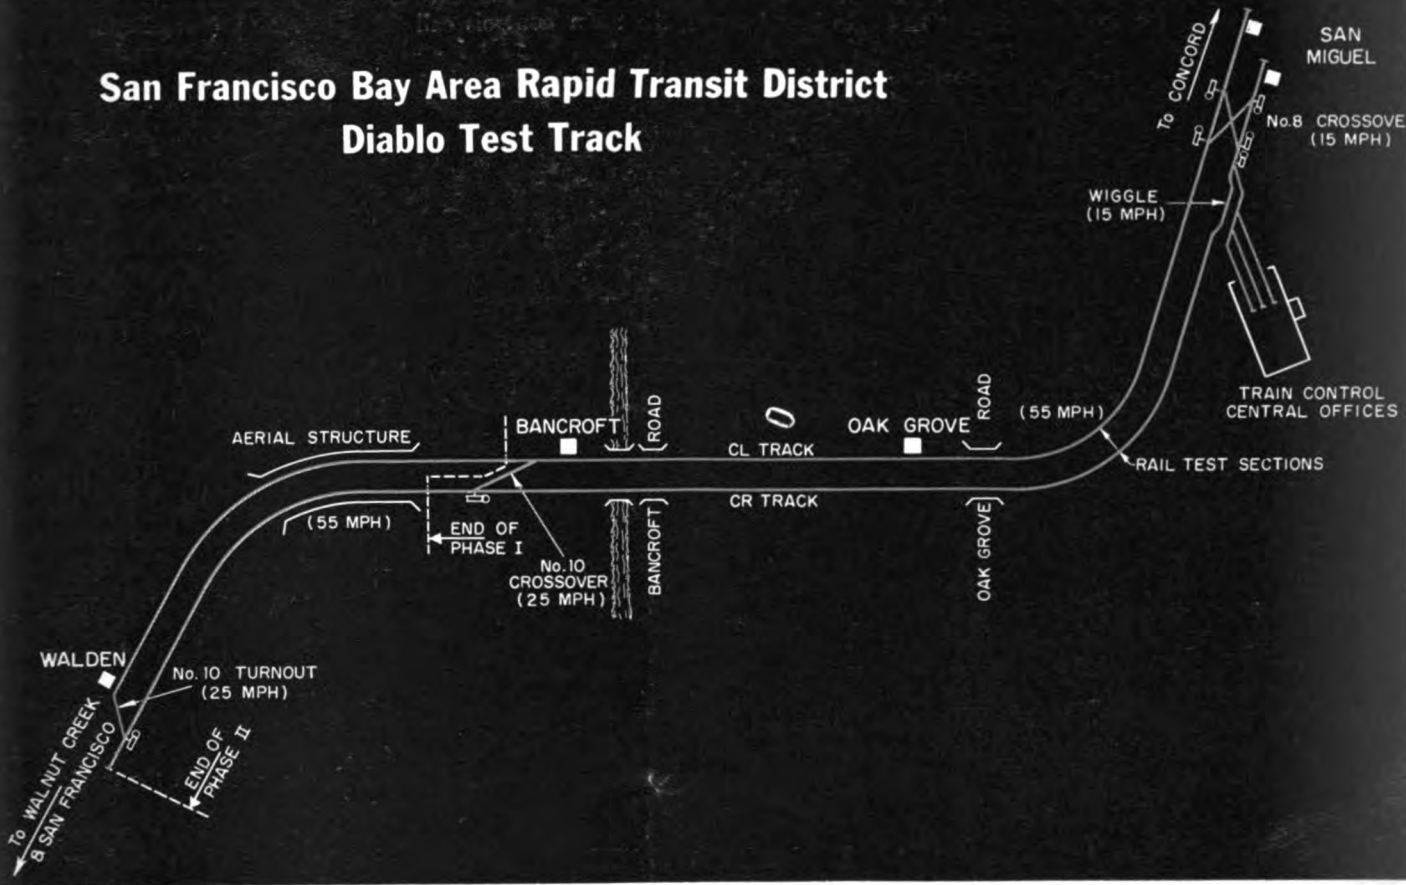 San Francisco Bay Area Rapid Transit District
Diablo Test Track
To CONCORD
SAN
MIGUEL
No.8 CROSSOVE
(15 MPH)
WIGGLE
(15 MPH)
TRAIN CONTROL
CENTRAL OFFICES
AERIAL STRUCTURE
(55 MPH)
BANCROFT
ROAD
BANCROFT
CL TRACK
CR TRACK
OAK GROVE
ROAD
OAK GROVE
(55 MPH)
RAIL TEST SECTIONS
END OF
PHASE I
No.10
CROSSOVER
(25 MPH)
WALDEN
No.10 TURNOUT
(25 MPH)
END OF
PHASE II
To WALNUT CREEK
& SAN FRANCISCO